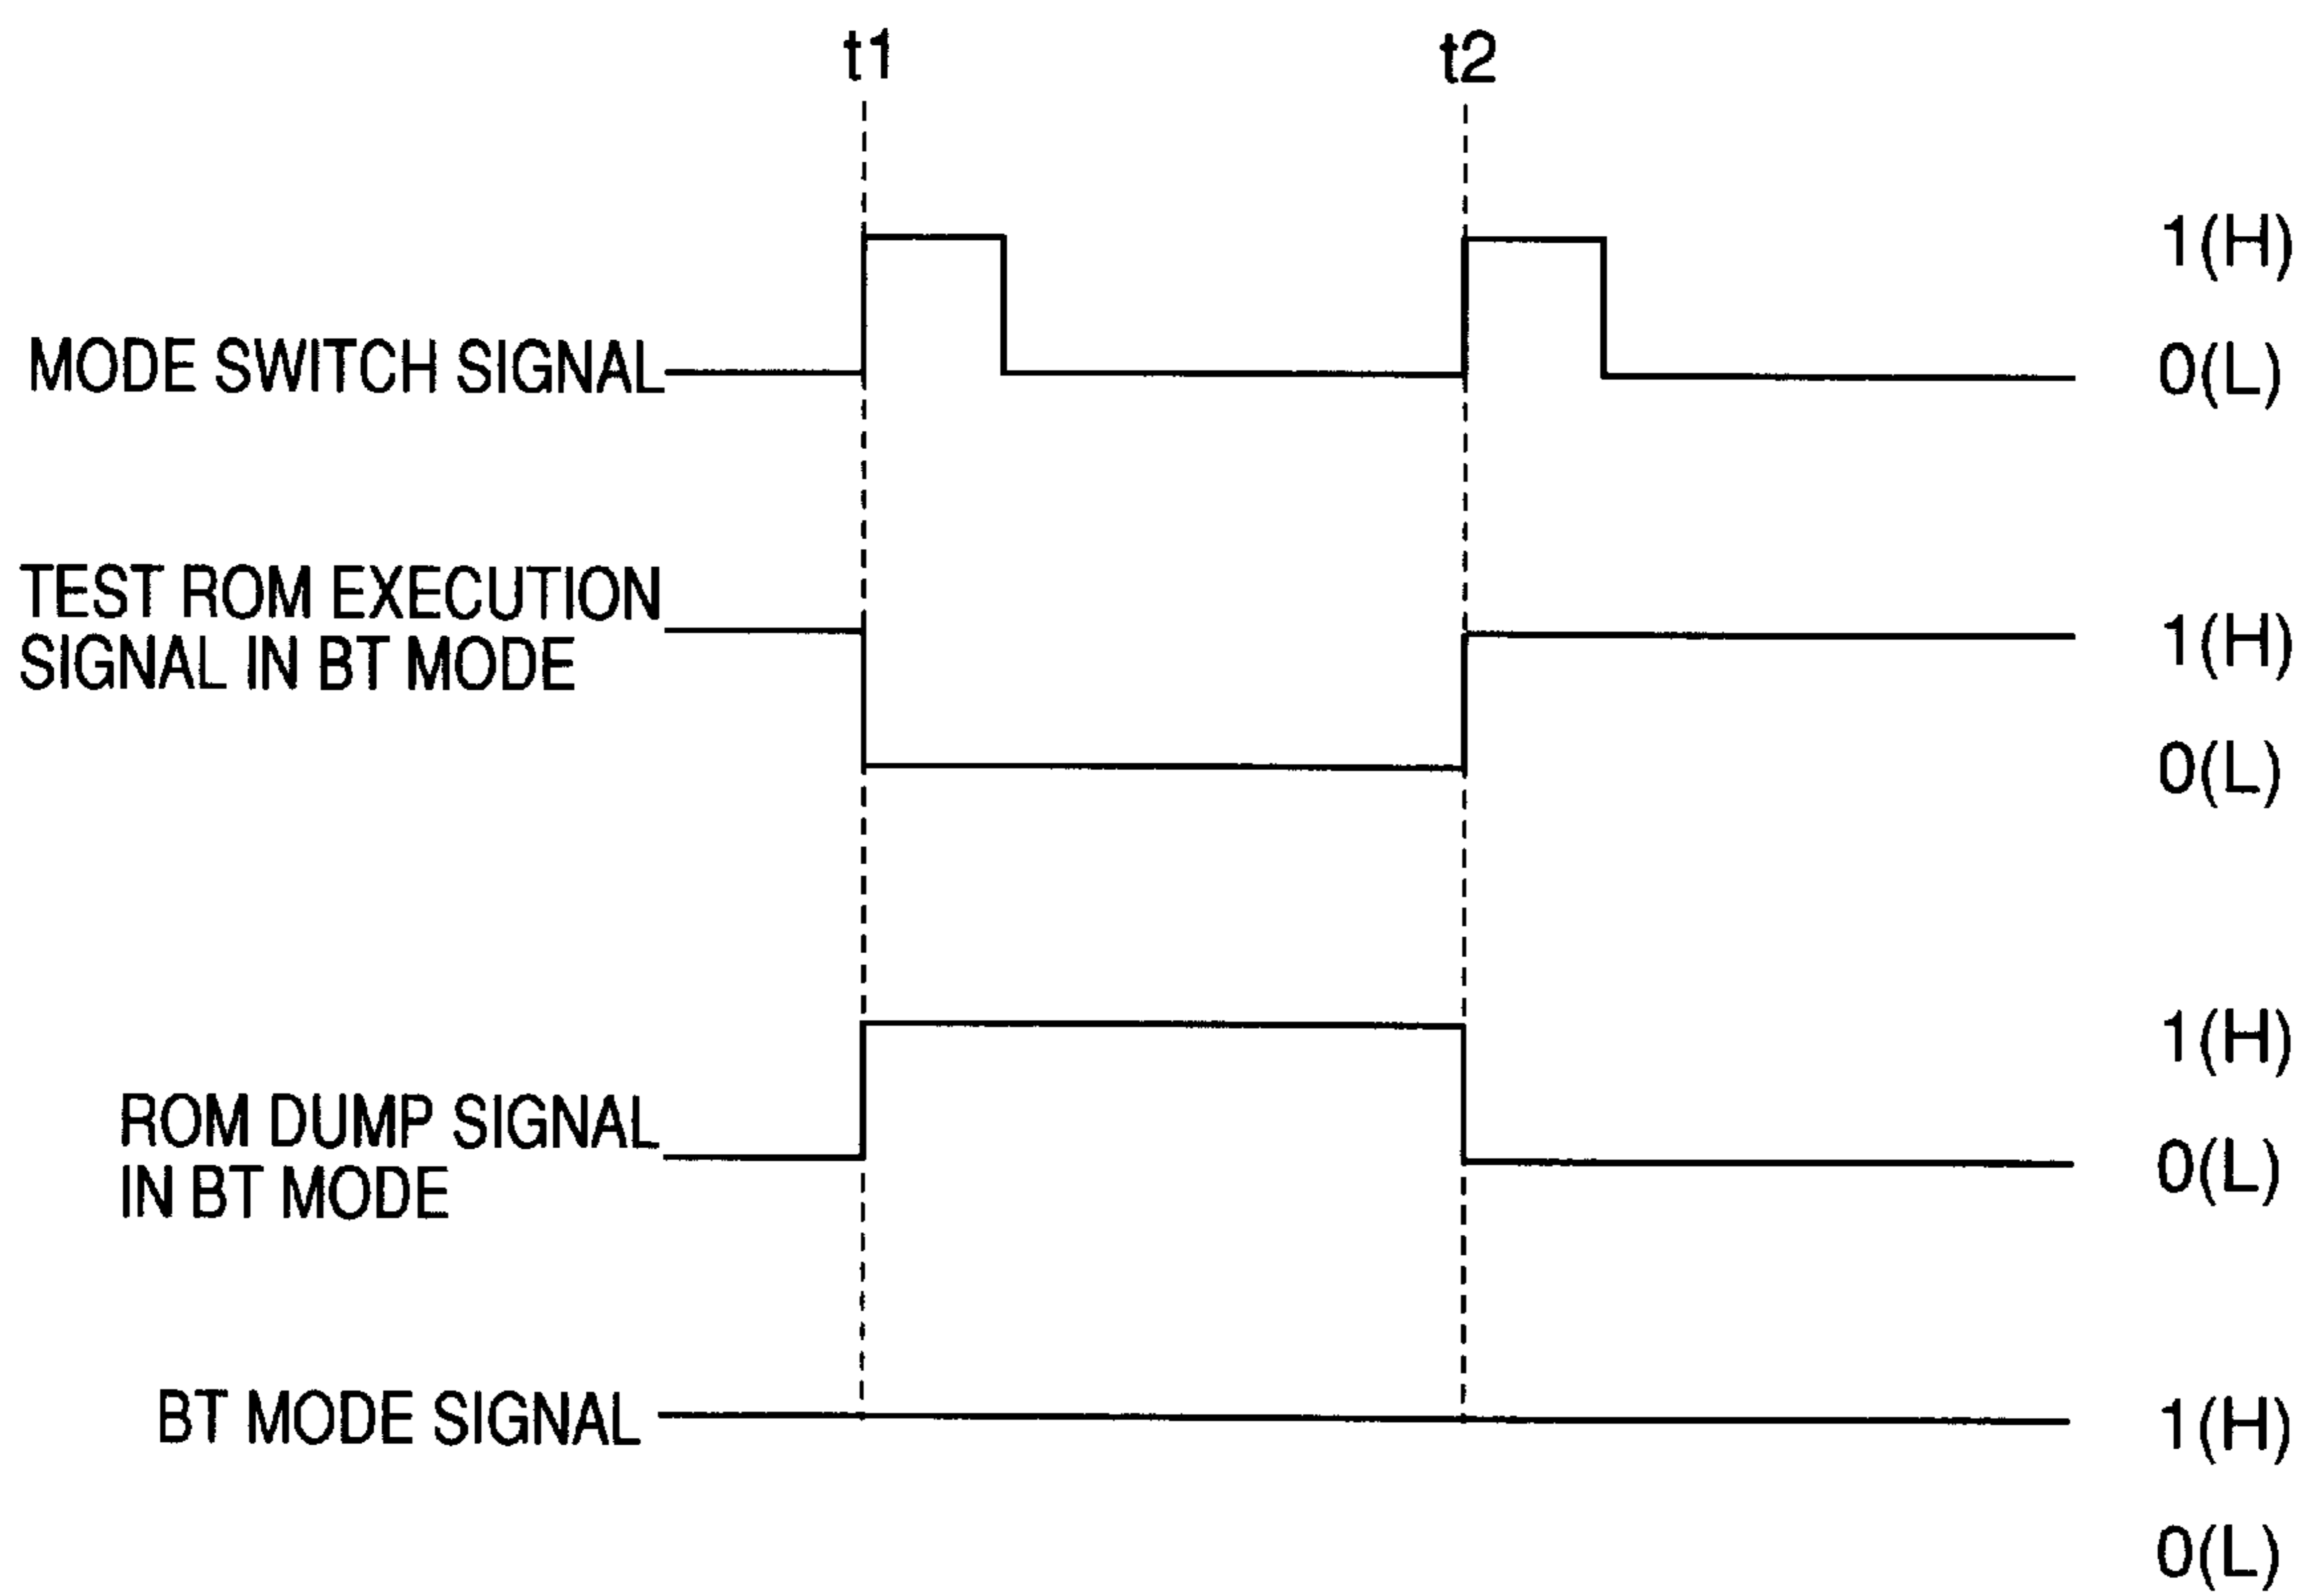 t1
t2
1(H)
MODE SWITCH SIGNAL
0(L)
TEST ROM EXECUTION
SIGNAL IN BT MODE
1(H)
0(L)
1(H)
ROM DUMP SIGNAL
IN BT MODE
0(L)
BT MODE SIGNAL
1(H)
0(L)